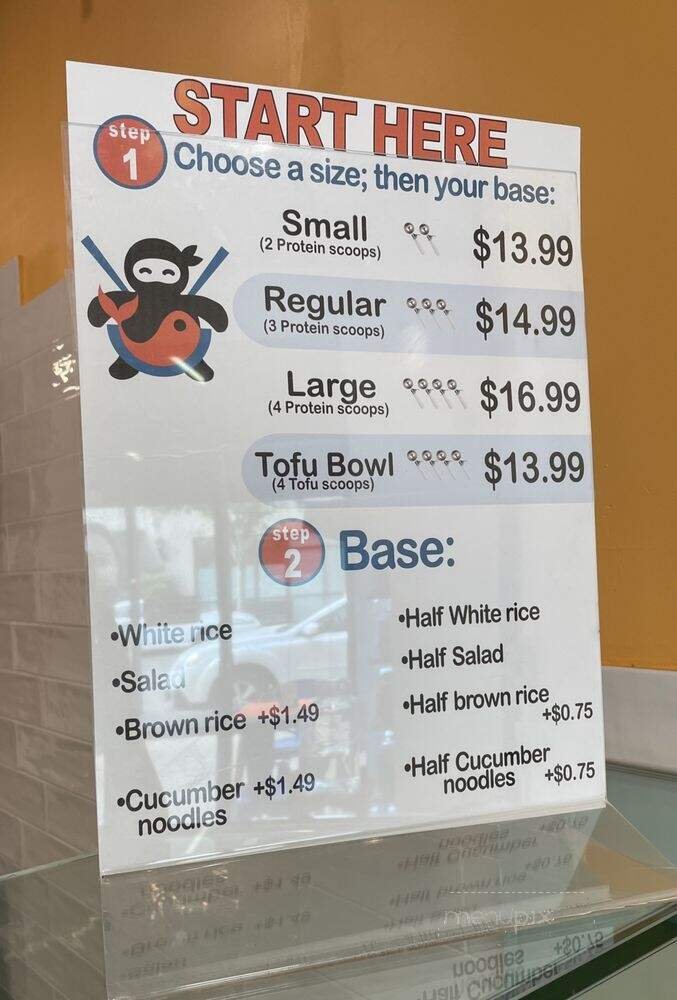 START HERE
step
1
Choose a size; then your base:
Small
(2 Protein scoops)
$13.99
Regular
(3 Protein scoops)
$14.99
Large
(4 Protein scoops)
$16.99
Tofu Bowl
(4 Tofu scoops)
$13.99
step
2
Base:
•White rice
•Salad
•Brown rice +$1.49
•Cucumber +$1.49
noodles
•Half White rice
•Half Salad
•Half brown rice
+$0.75
•Half Cucumber
noodles +$0.75
menupix